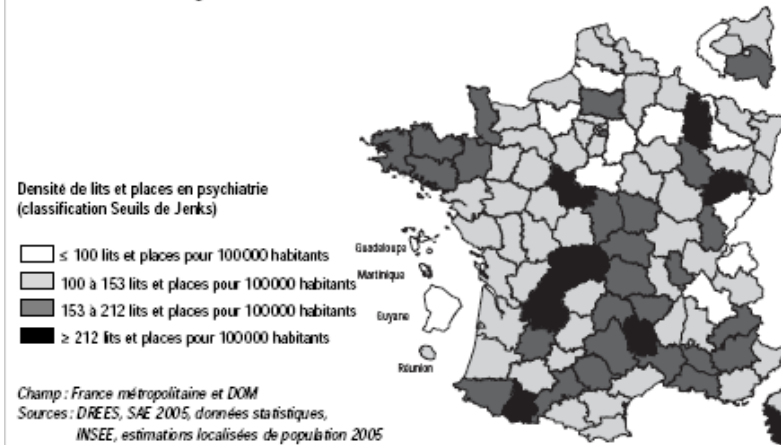 Densité de lits et places en psychiatrie
(classification Seuils de Jenks)
≤ 100 lits et places pour 100000 habitants
100 à 153 lits et places pour 100000 habitants
153 à 212 lits et places pour 100000 habitants
≥ 212 lits et places pour 100000 habitants
Guadeloupe
Martinique
Guyane
Réunion
Champ : France métropolitaine et DOM
Sources : DREES, SAE 2005, données statistiques,
INSEE, estimations localisées de population 2005